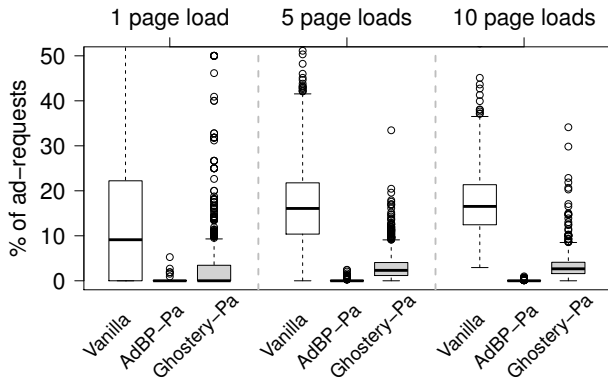 1 page load 5 page loads 10 page loads
% of ad−requests
50
40
30
20
10
0
Vanilla AdBP−Pa Ghostery−Pa Vanilla AdBP−Pa Ghostery−Pa Vanilla AdBP−Pa Ghostery−Pa